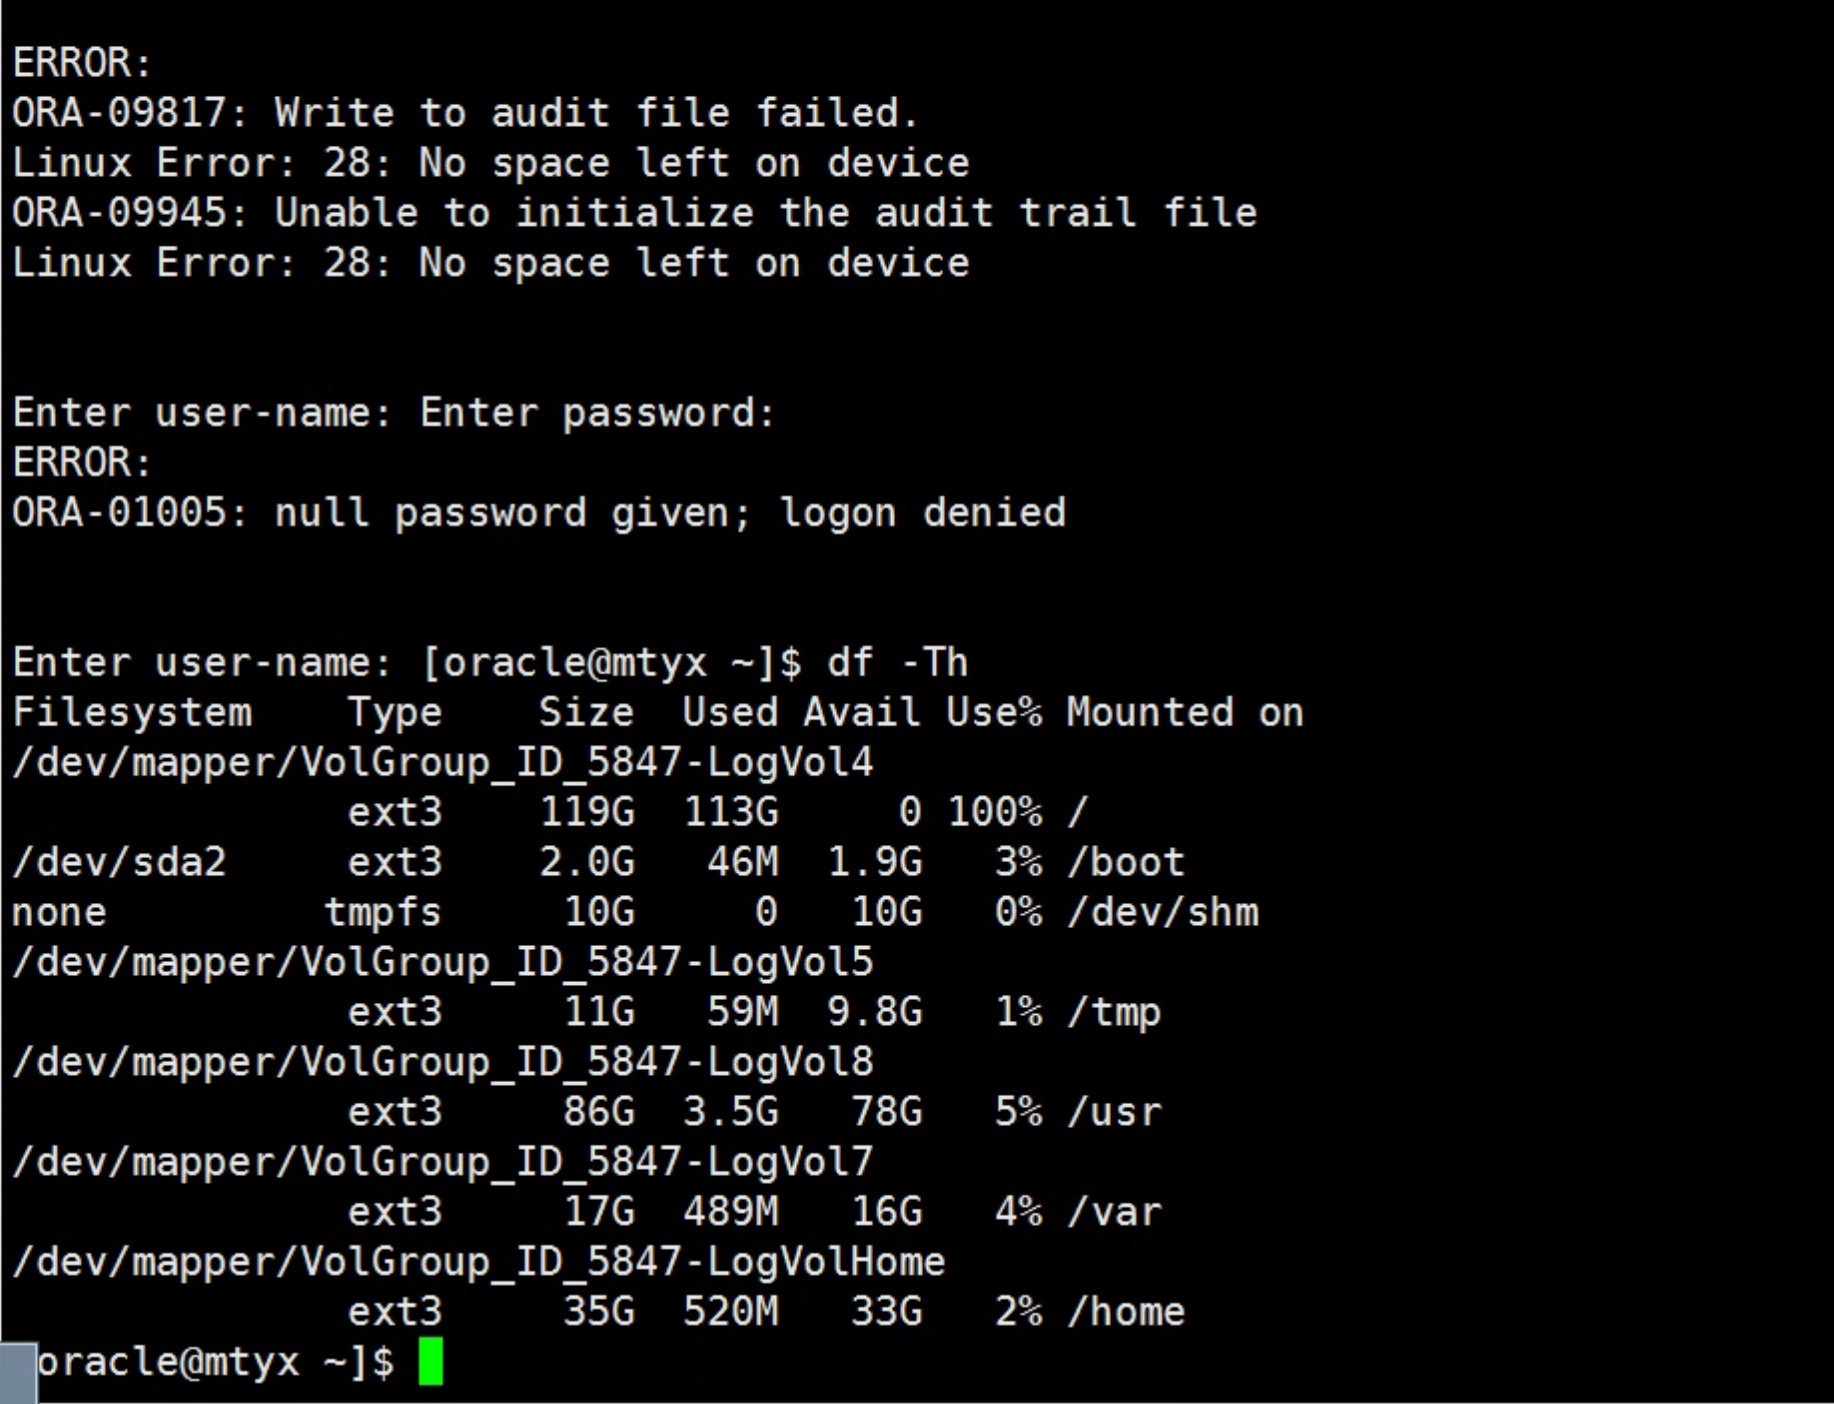 ERROR:
ORA-09817: Write to audit file failed.
Linux Error: 28: No space left on device
ORA-09945: Unable to initialize the audit trail file
Linux Error: 28: No space left on device
Enter user-name: Enter password:
ERROR:
ORA-01005: null password given; logon denied
Enter user-name: [oracle@mtyx ~]$ df -Th
Filesystem    Type    Size  Used Avail Use% Mounted on
/dev/mapper/VolGroup_ID_5847-LogVol4
              ext3    119G  113G     0 100% /
/dev/sda2     ext3    2.0G   46M  1.9G   3% /boot
none         tmpfs     10G     0   10G   0% /dev/shm
/dev/mapper/VolGroup_ID_5847-LogVol5
              ext3     11G   59M  9.8G   1% /tmp
/dev/mapper/VolGroup_ID_5847-LogVol8
              ext3     86G  3.5G   78G   5% /usr
/dev/mapper/VolGroup_ID_5847-LogVol7
              ext3     17G  489M   16G   4% /var
/dev/mapper/VolGroup_ID_5847-LogVolHome
              ext3     35G  520M   33G   2% /home
oracle@mtyx ~]$